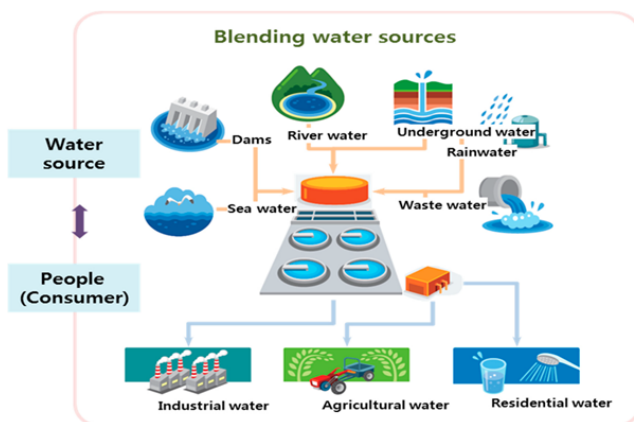 Blending water sources
Water
source
Dams
River water
Underground water
Rainwater
Sea water
Waste water
People
(Consumer)
Industrial water
Agricultural water
Residential water